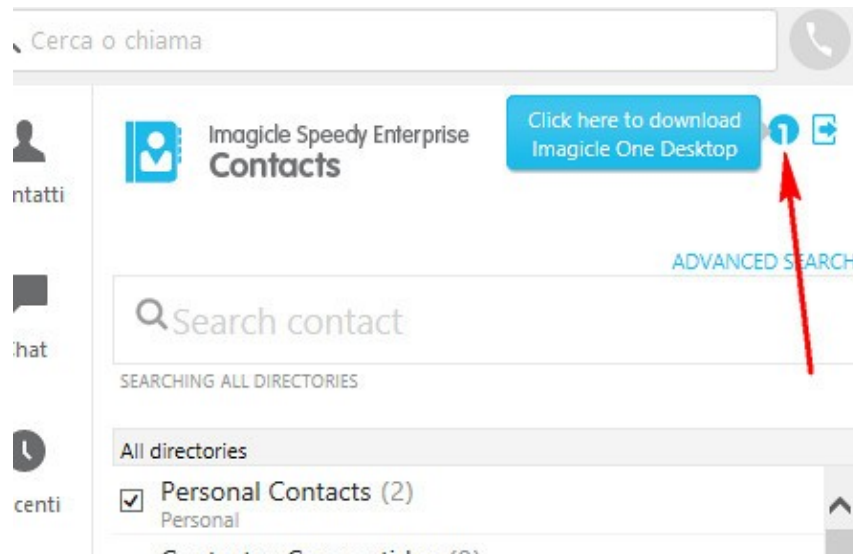 Cerca o chiama
Imagicle Speedy Enterprise
Contacts
Click here to download
Imagicle One Desktop
1
ntatti
ADVANCED SEARCH
Search contact
hat
SEARCHING ALL DIRECTORIES
All directories
Personal Contacts (2)
Personal
centi